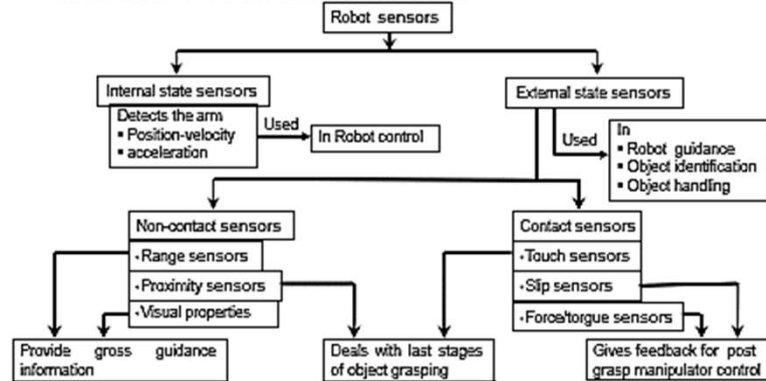 Robot sensors
Internal state sensors
External state sensors
Detects the arm
▪ Position-velocity
▪ acceleration
Used
In Robot control
Used
In
▪ Robot guidance
▪ Object identification
▪ Object handling
Non-contact sensors
•Range sensors
•Proximity sensors
•Visual properties
Contact sensors
•Touch sensors
•Slip sensors
•Force/torgue sensors
Provide gross guidance
information
Deals with last stages
of object grasping
Gives feedback for post
grasp manipulator control